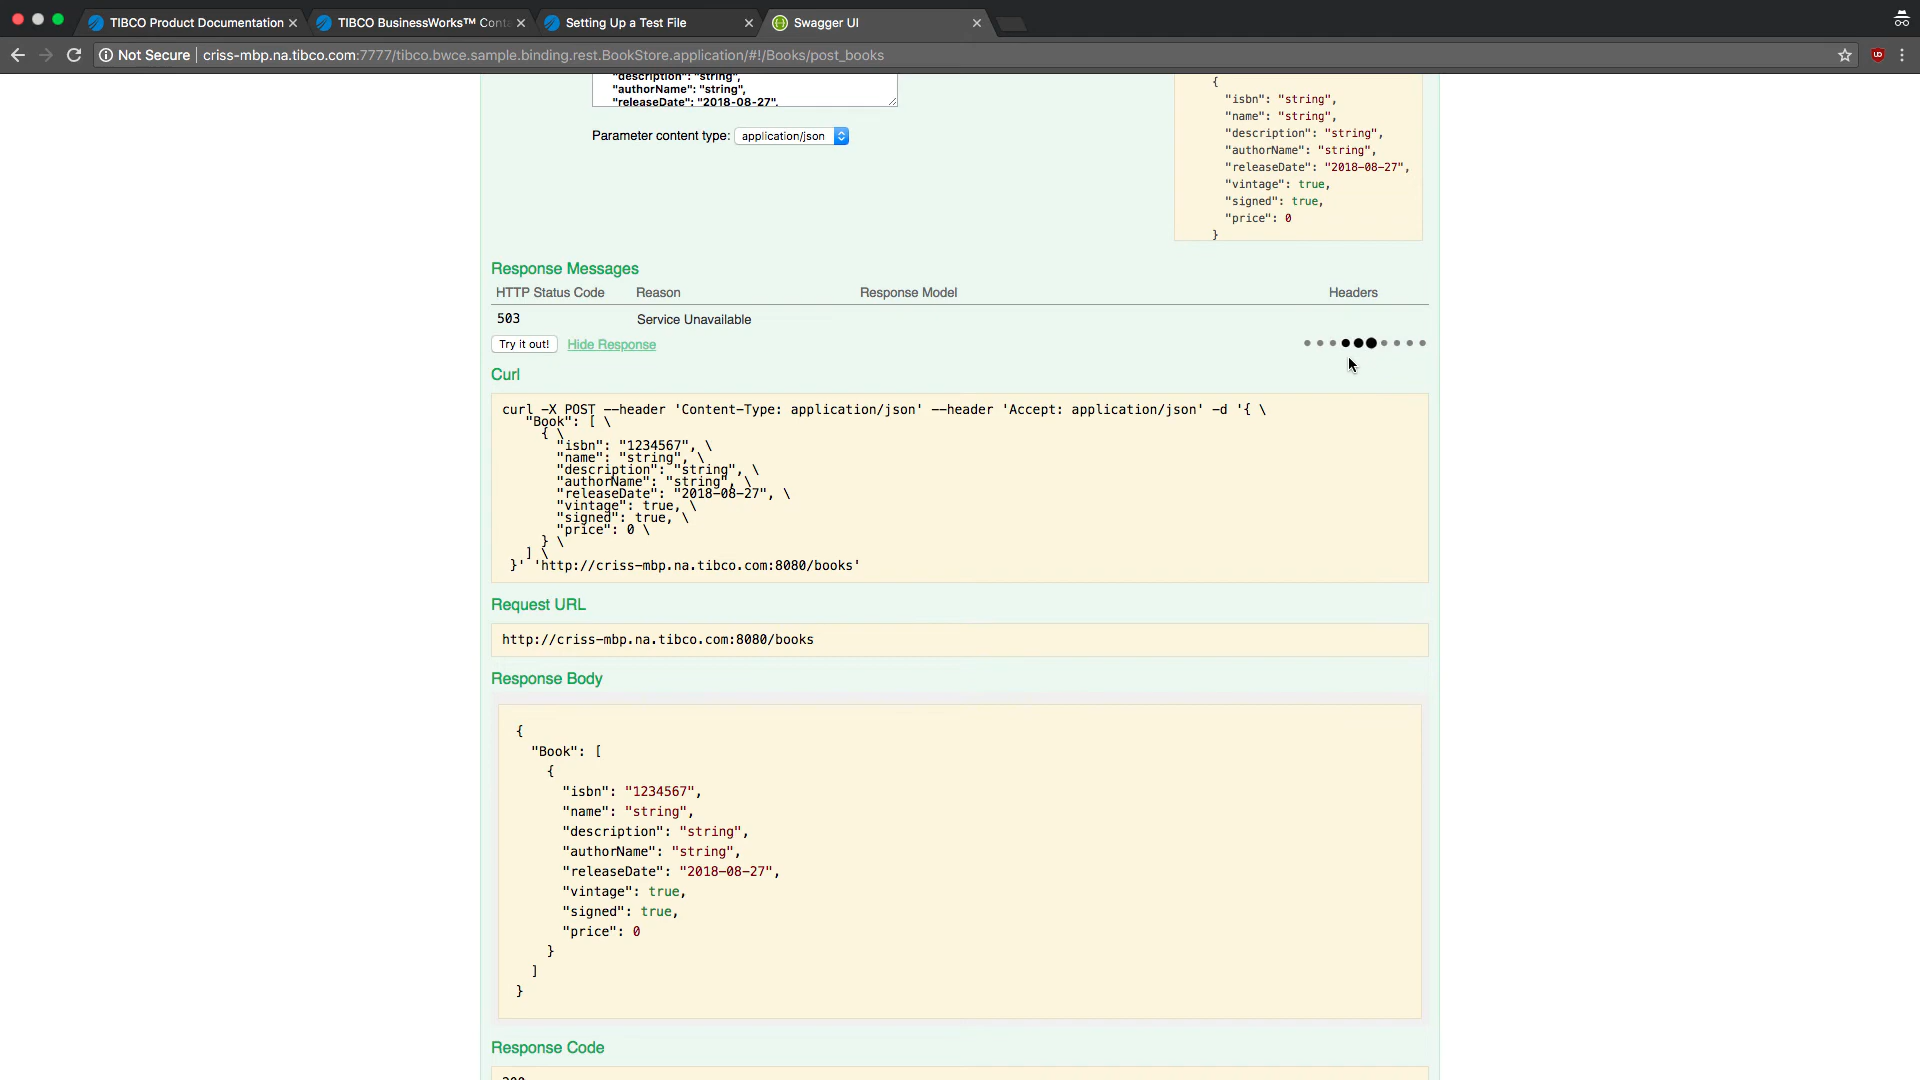 TIBCO Product Documentation
TIBCO BusinessWorks™ Conta
Setting Up a Test File
Swagger UI
Not Secure | criss-mbp.na.tibco.com:7777/tibco.bwce.sample.binding.rest.BookStore.application/#!/Books/post_books
"description": "string",
"authorName": "string",
"releaseDate": "2018-08-27",
Parameter content type: application/json
{
"isbn": "string",
"name": "string",
"description": "string",
"authorName": "string",
"releaseDate": "2018-08-27",
"vintage": true,
"signed": true,
"price": 0
}
Response Messages
HTTP Status Code Reason Response Model Headers
503 Service Unavailable
Try it out! Hide Response
Curl
curl -X POST --header 'Content-Type: application/json' --header 'Accept: application/json' -d '{ \
"Book": [ \
{ \
"isbn": "1234567", \
"name": "string", \
"description": "string", \
"authorName": "string", \
"releaseDate": "2018-08-27", \
"vintage": true, \
"signed": true, \
"price": 0 \
} \
] \
}' 'http://criss-mbp.na.tibco.com:8080/books'
Request URL
http://criss-mbp.na.tibco.com:8080/books
Response Body
{
"Book": [
{
"isbn": "1234567",
"name": "string",
"description": "string",
"authorName": "string",
"releaseDate": "2018-08-27",
"vintage": true,
"signed": true,
"price": 0
}
]
}
Response Code